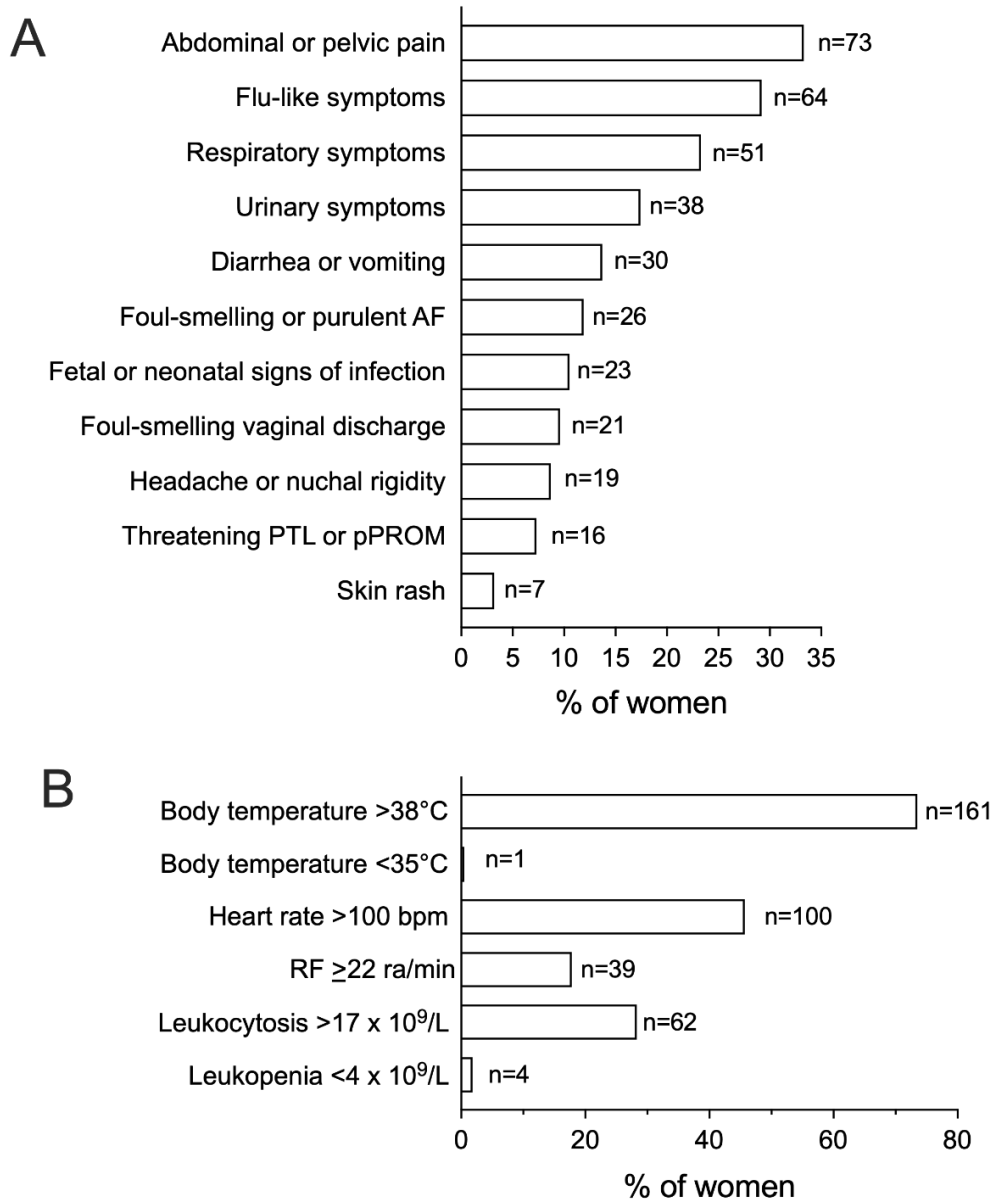 A
Abdominal or pelvic pain n=73
Flu-like symptoms n=64
Respiratory symptoms n=51
Urinary symptoms n=38
Diarrhea or vomiting n=30
Foul-smelling or purulent AF n=26
Fetal or neonatal signs of infection n=23
Foul-smelling vaginal discharge n=21
Headache or nuchal rigidity n=19
Threatening PTL or pPROM n=16
Skin rash n=7
0 5 10 15 20 25 30 35
% of women
B
Body temperature >38°C n=161
Body temperature <35°C n=1
Heart rate >100 bpm n=100
RF ≥22 ra/min n=39
Leukocytosis >17 x 10⁹/L n=62
Leukopenia <4 x 10⁹/L n=4
0 20 40 60 80
% of women